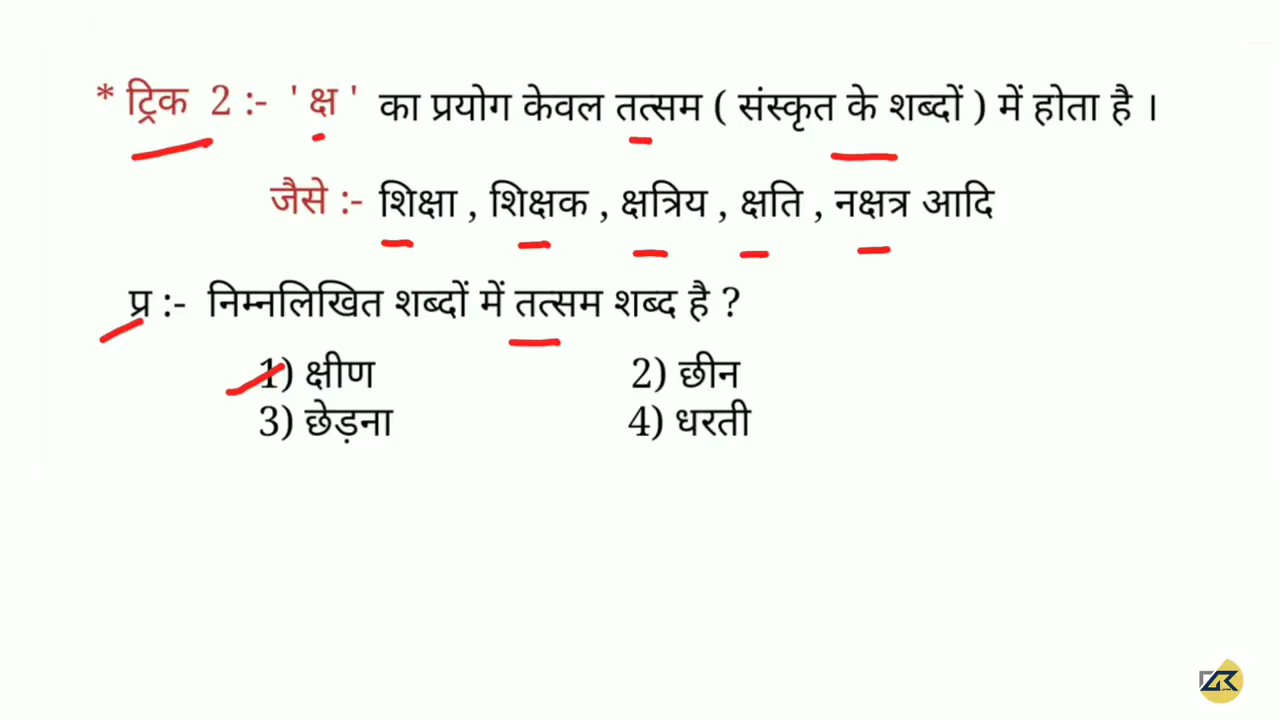 * ट्रिक 2 :- ' क्ष ' का प्रयोग केवल तत्सम ( संस्कृत के शब्दों ) में होता है ।
जैसे :- शिक्षा , शिक्षक , क्षत्रिय , क्षति , नक्षत्र आदि
प्र :- निम्नलिखित शब्दों में तत्सम शब्द है ?
1) क्षीण 2) छीन
3) छेड़ना 4) धरती